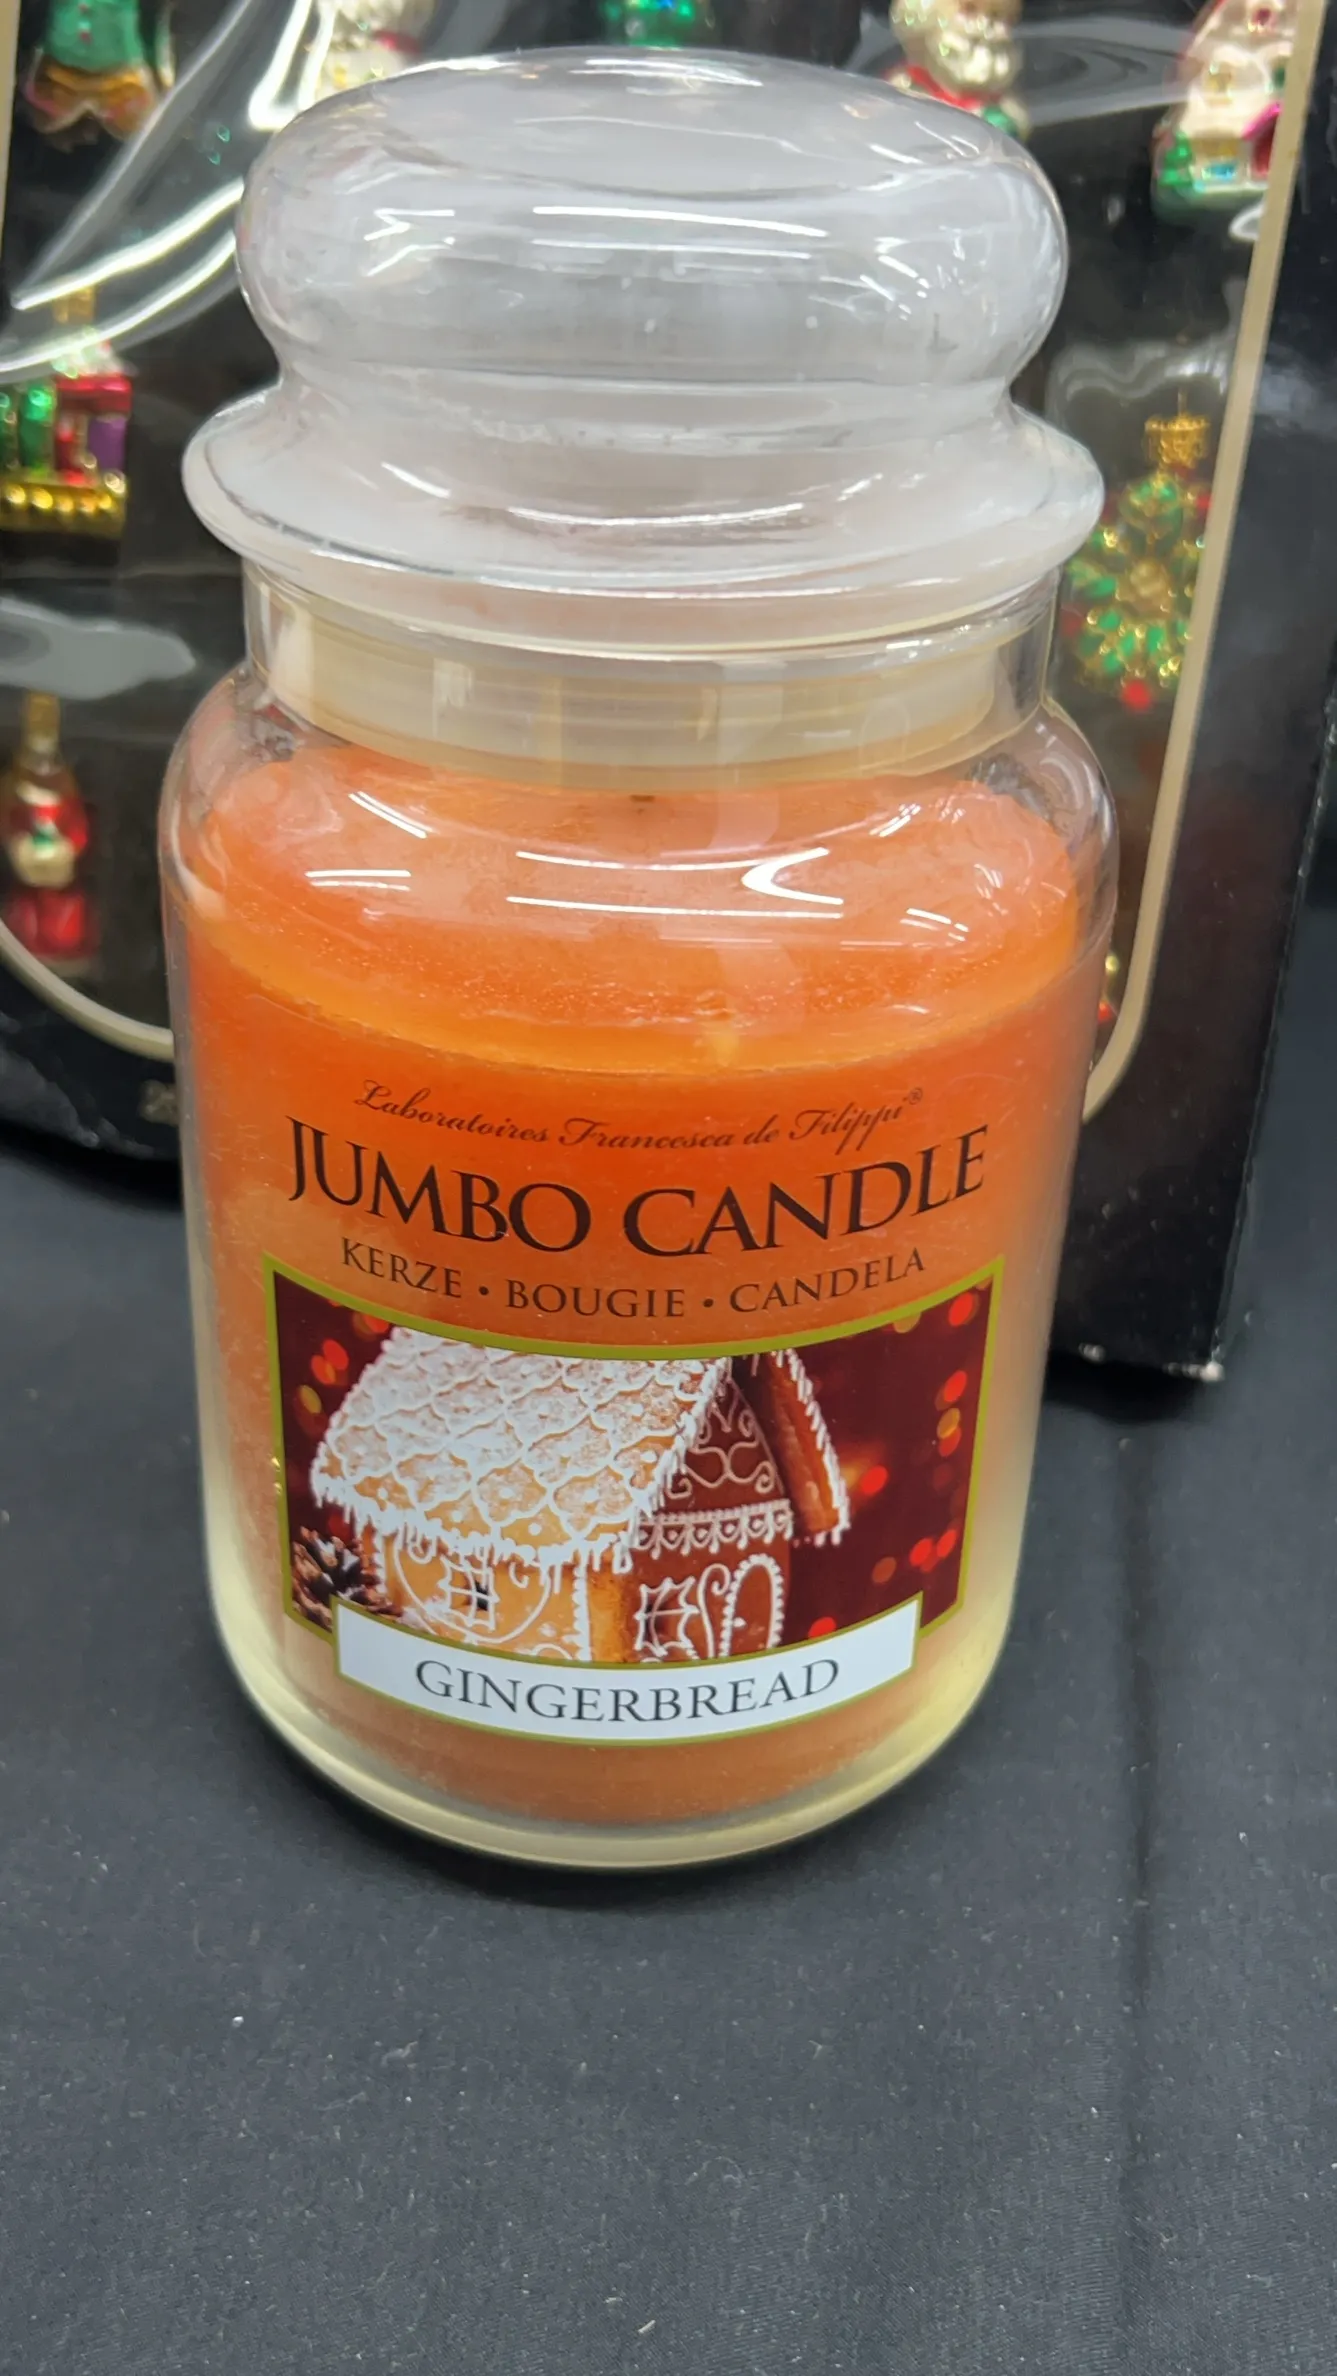 Laboratoires Francesca de Filippi®
JUMBO CANDLE
KERZE • BOUGIE • CANDELA
GINGERBREAD